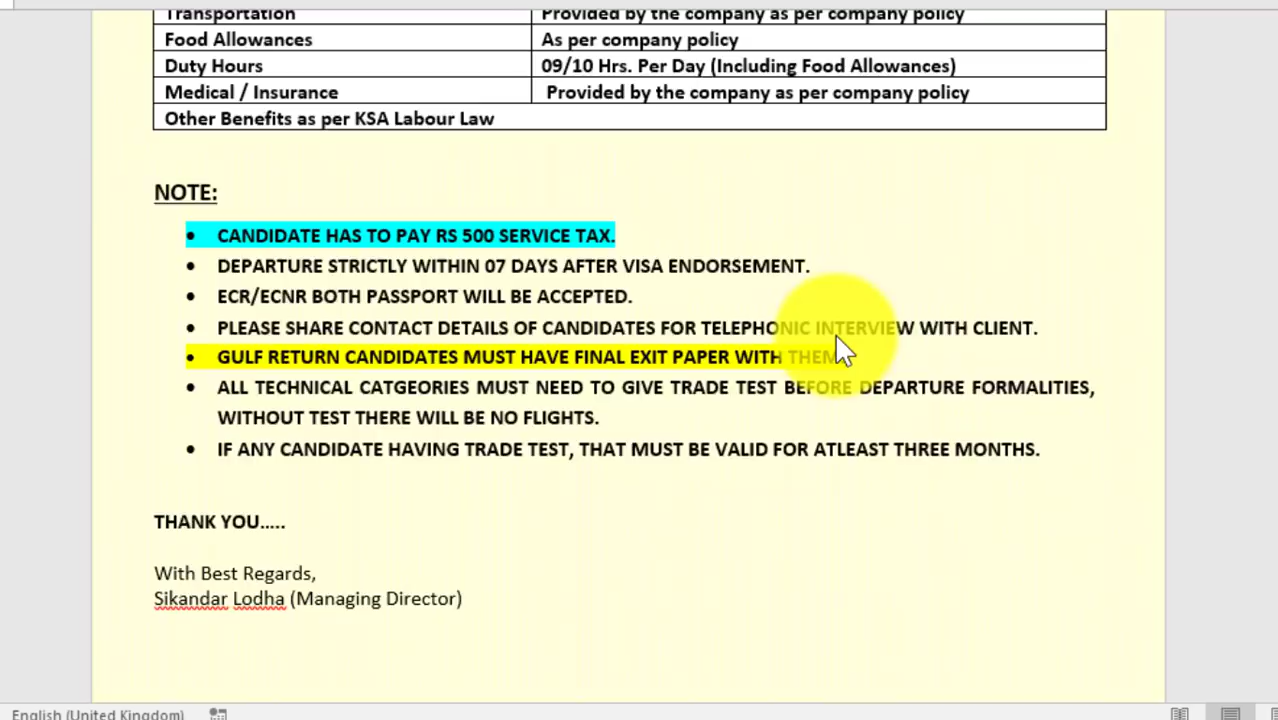 Transportation Provided by the company as per company policy
Food Allowances As per company policy
Duty Hours 09/10 Hrs. Per Day (Including Food Allowances)
Medical / Insurance Provided by the company as per company policy
Other Benefits as per KSA Labour Law
NOTE:
• CANDIDATE HAS TO PAY RS 500 SERVICE TAX.
• DEPARTURE STRICTLY WITHIN 07 DAYS AFTER VISA ENDORSEMENT.
• ECR/ECNR BOTH PASSPORT WILL BE ACCEPTED.
• PLEASE SHARE CONTACT DETAILS OF CANDIDATES FOR TELEPHONIC INTERVIEW WITH CLIENT.
• GULF RETURN CANDIDATES MUST HAVE FINAL EXIT PAPER WITH THEM
• ALL TECHNICAL CATGEORIES MUST NEED TO GIVE TRADE TEST BEFORE DEPARTURE FORMALITIES,
WITHOUT TEST THERE WILL BE NO FLIGHTS.
• IF ANY CANDIDATE HAVING TRADE TEST, THAT MUST BE VALID FOR ATLEAST THREE MONTHS.
THANK YOU.....
With Best Regards,
Sikandar Lodha (Managing Director)
English (United Kingdom)